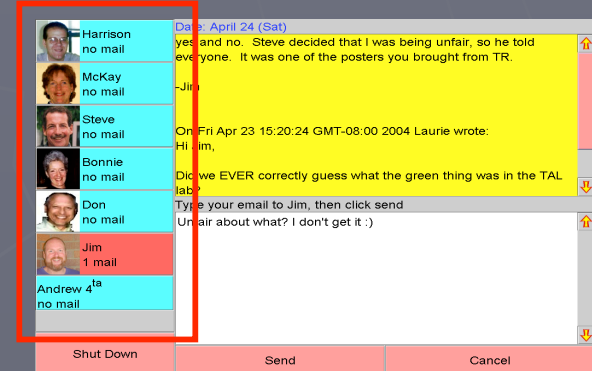 Harrison
no mail
McKay
no mail
Steve
no mail
Bonnie
no mail
Don
no mail
Jim
1 mail
Andrew 4ta
no mail
Shut Down
Date: April 24 (Sat)
yes and no.  Steve decided that I was being unfair, so he told
everyone.  It was one of the posters you brought from TR.
-Jim
On Fri Apr 23 15:20:24 GMT-08:00 2004 Laurie wrote:
Hi Jim,
Did we EVER correctly guess what the green thing was in the TAL
lab?
Type your email to Jim, then click send
Unfair about what? I don't get it :)
Send
Cancel